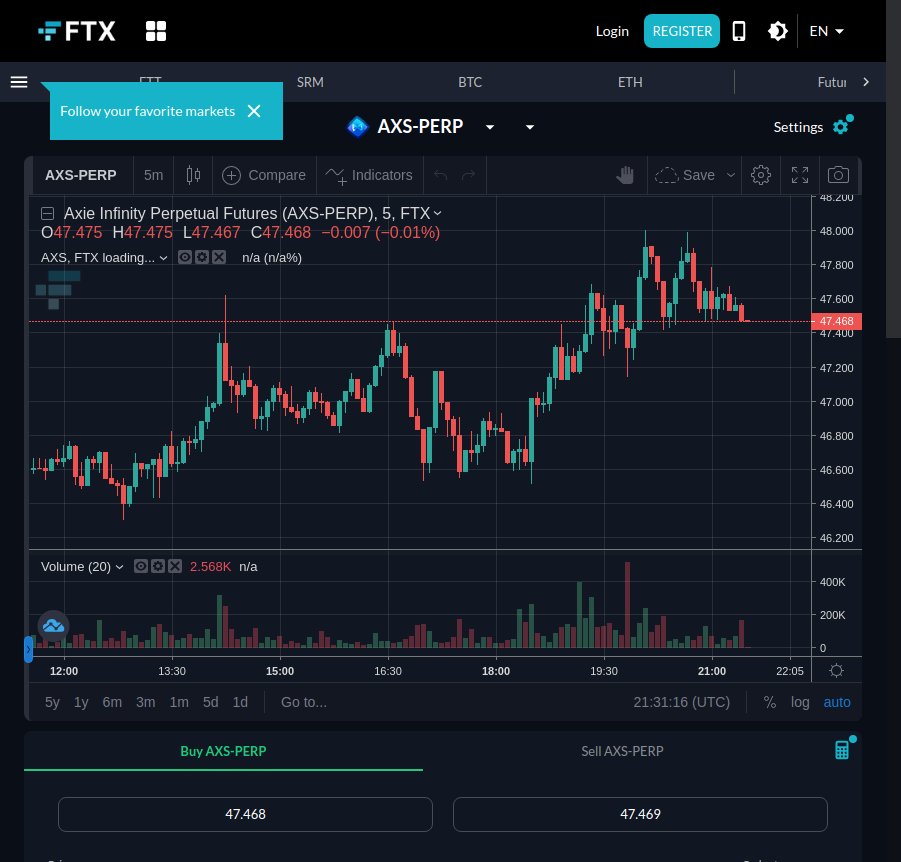 FTX
Login
REGISTER
EN
FTT SRM BTC ETH
Follow your favorite markets
AXS-PERP
Settings
AXS-PERP 5m Compare Indicators Save
Axie Infinity Perpetual Futures (AXS-PERP), 5, FTX
O47.475 H47.475 L47.467 C47.468 −0.007 (−0.01%)
AXS, FTX loading... n/a (n/a%)
48.200
48.000
47.800
47.600
47.468
47.400
47.200
47.000
46.800
46.600
46.400
46.200
Volume (20) 2.568K n/a
400K
200K
0
12:00 13:30 15:00 16:30 18:00 19:30 21:00 22:05
5y 1y 6m 3m 1m 5d 1d Go to... 21:31:16 (UTC) % log auto
Buy AXS-PERP Sell AXS-PERP
47.468 47.469